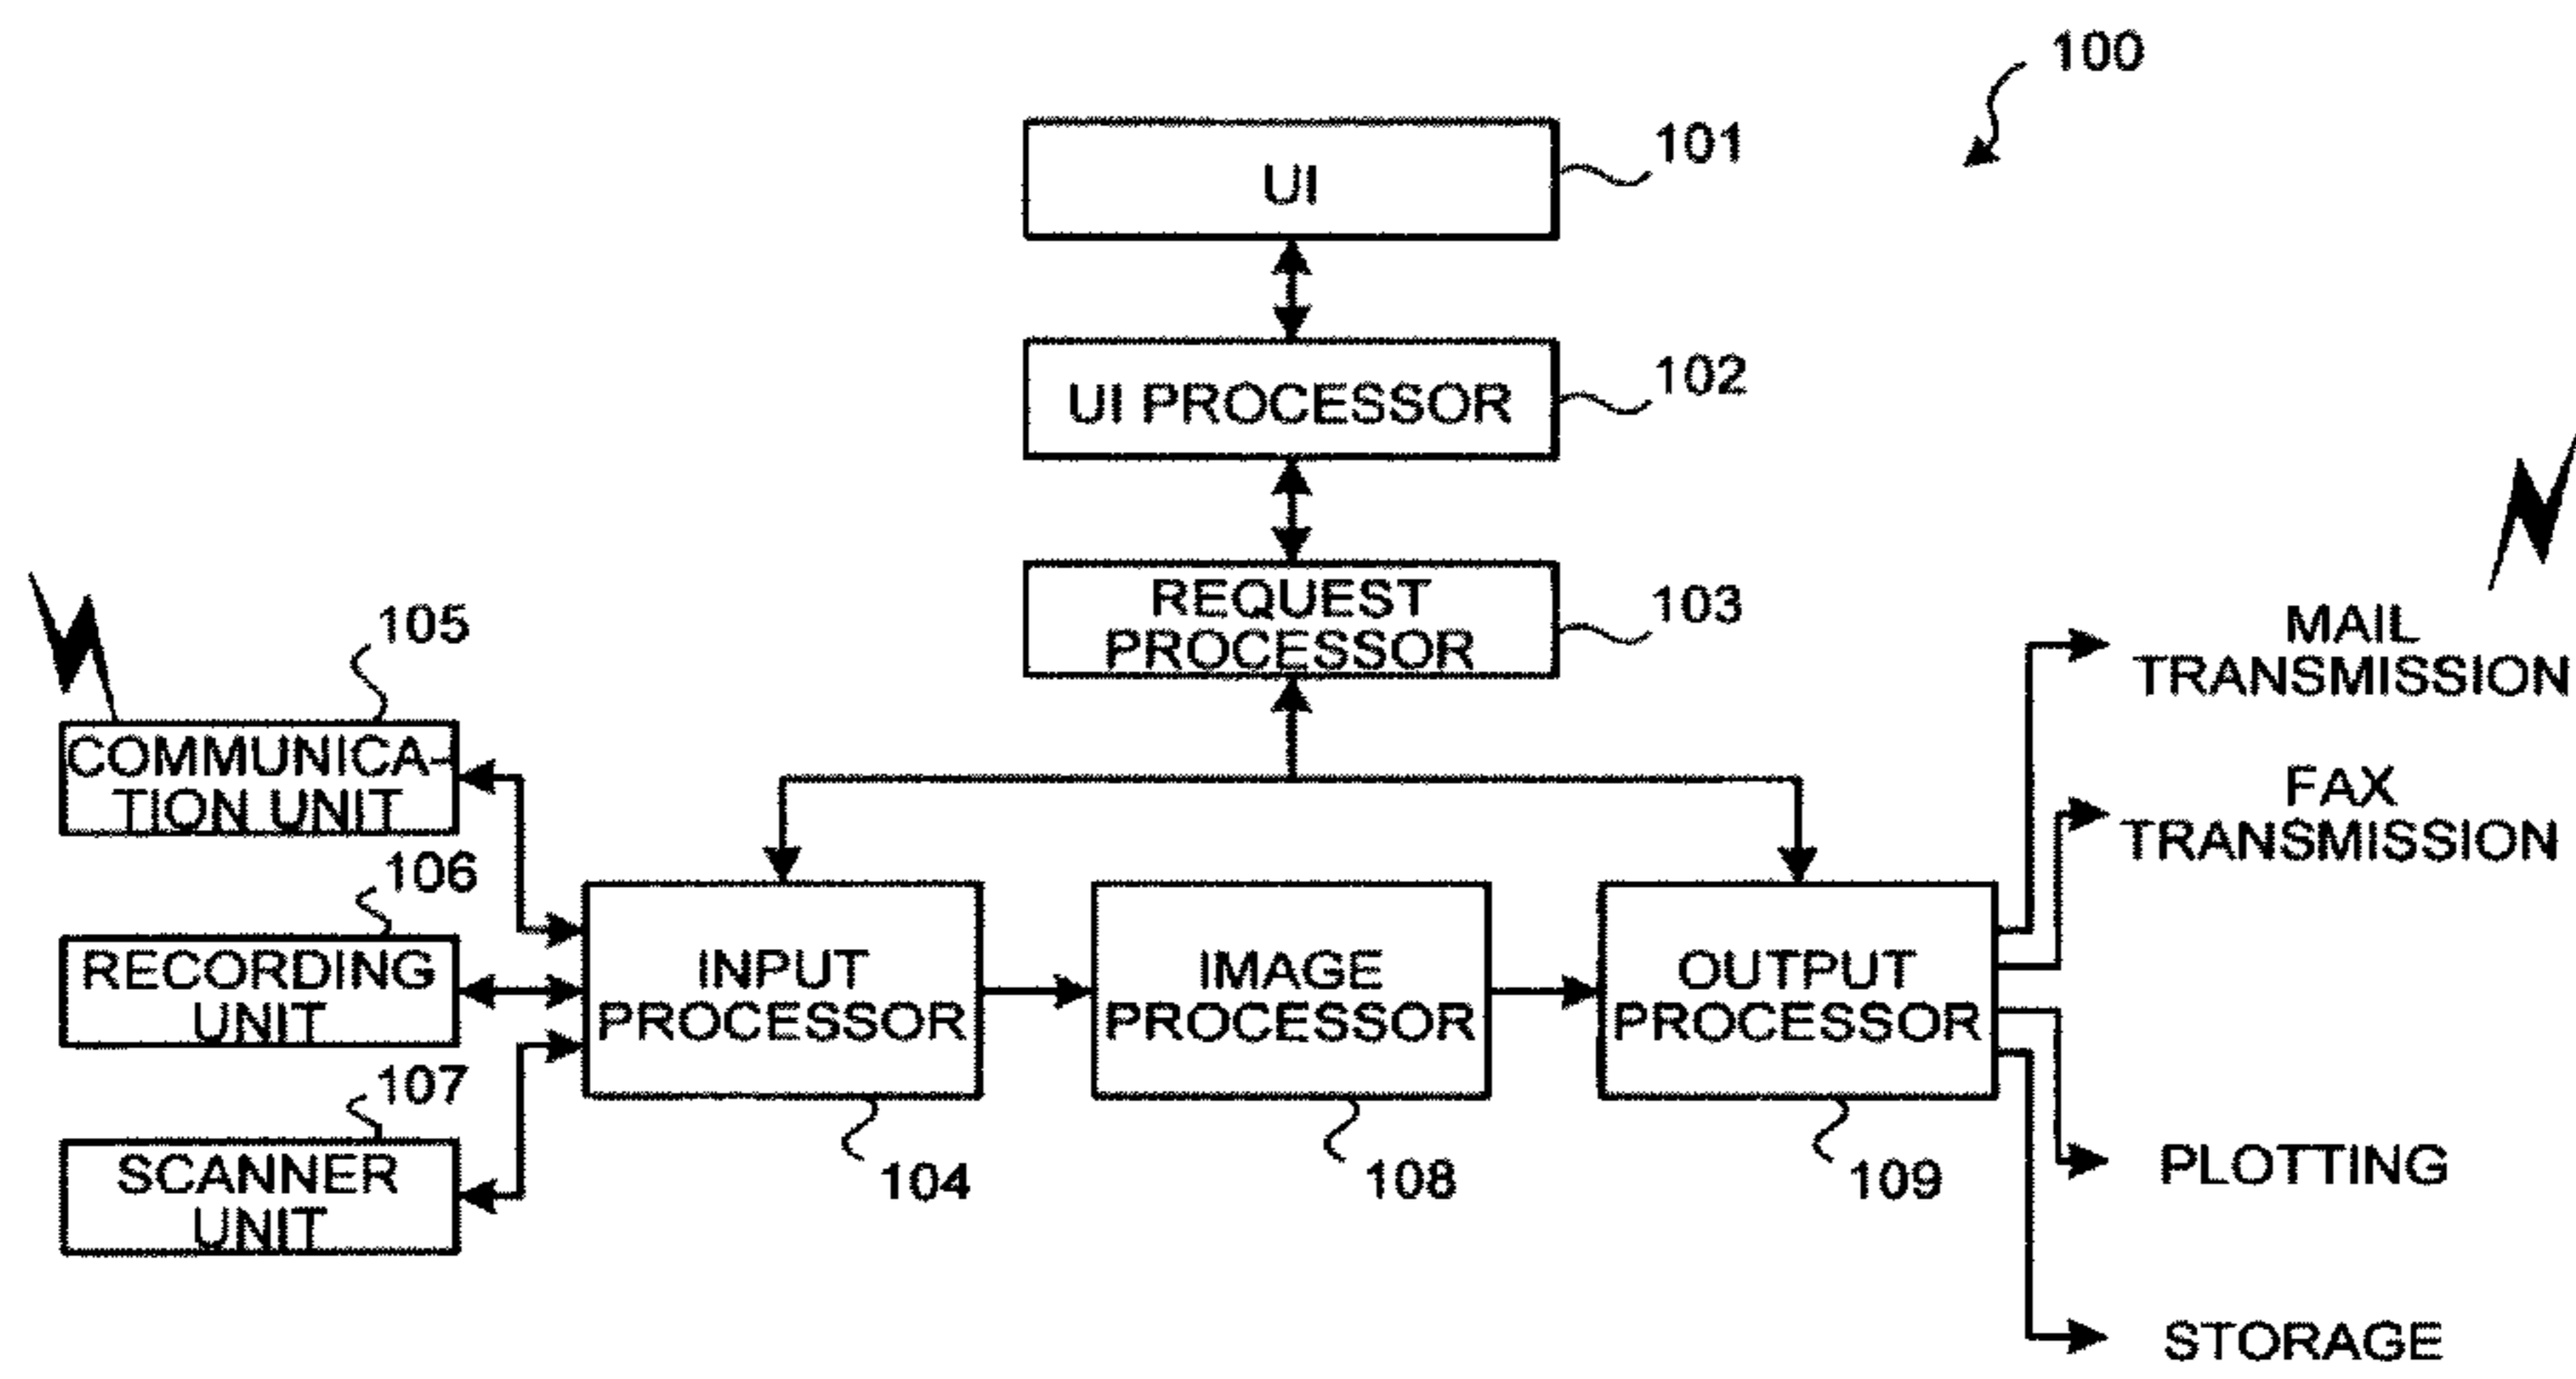 100
101
UI
102
UI PROCESSOR
103
REQUEST
PROCESSOR
105
COMMUNICA-
TION UNIT
106
RECORDING
UNIT
107
SCANNER
UNIT
INPUT
PROCESSOR
104
IMAGE
PROCESSOR
108
OUTPUT
PROCESSOR
109
MAIL
TRANSMISSION
FAX
TRANSMISSION
PLOTTING
STORAGE